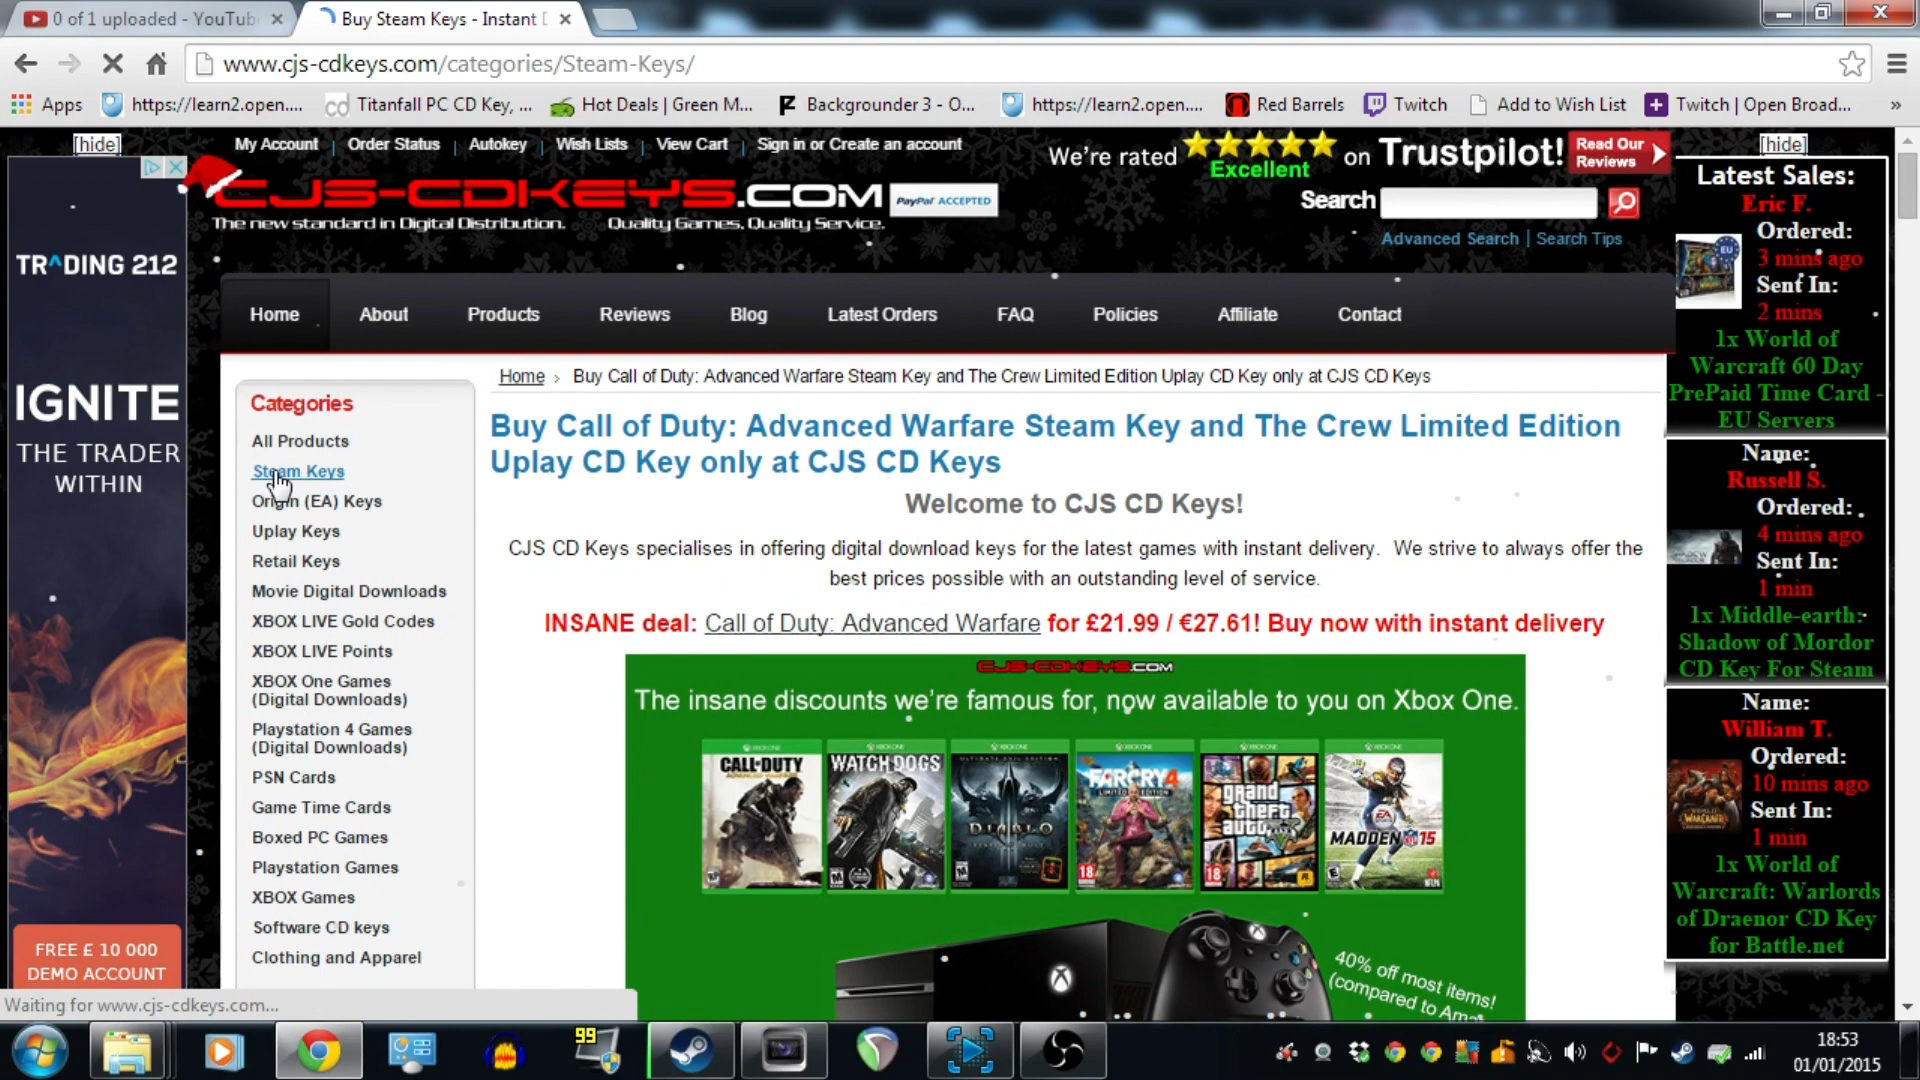 0 of 1 uploaded - YouTub
Buy Steam Keys - Instant D
www.cjs-cdkeys.com/categories/Steam-Keys/
Apps
https://learn2.open....
Titanfall PC CD Key, ...
Hot Deals | Green M...
Backgrounder 3 - O...
https://learn2.open....
Red Barrels
Twitch
Add to Wish List
Twitch | Open Broad...
»
[hide]
My Account
Order Status
Autokey
Wish Lists
View Cart
Sign in or Create an account
We're rated
Excellent
on
Trustpilot!
Read Our
Reviews
[hide]
CJS-CDKEYS.COM
PayPal ACCEPTED
The new standard in Digital Distribution.
Quality Games, Quality Service.
Search
Advanced Search | Search Tips
Home
About
Products
Reviews
Blog
Latest Orders
FAQ
Policies
Affiliate
Contact
TRADING 212
IGNITE
THE TRADER
WITHIN
FREE £ 10 000
DEMO ACCOUNT
Categories
All Products
Steam Keys
Origin (EA) Keys
Uplay Keys
Retail Keys
Movie Digital Downloads
XBOX LIVE Gold Codes
XBOX LIVE Points
XBOX One Games
(Digital Downloads)
Playstation 4 Games
(Digital Downloads)
PSN Cards
Game Time Cards
Boxed PC Games
Playstation Games
XBOX Games
Software CD keys
Clothing and Apparel
Home › Buy Call of Duty: Advanced Warfare Steam Key and The Crew Limited Edition Uplay CD Key only at CJS CD Keys
Buy Call of Duty: Advanced Warfare Steam Key and The Crew Limited Edition
Uplay CD Key only at CJS CD Keys
Welcome to CJS CD Keys!
CJS CD Keys specialises in offering digital download keys for the latest games with instant delivery. We strive to always offer the
best prices possible with an outstanding level of service.
INSANE deal: Call of Duty: Advanced Warfare for £21.99 / €27.61! Buy now with instant delivery
CJS-CDKEYS.COM
The insane discounts we're famous for, now available to you on Xbox One.
CALL OF DUTY
ADVANCED WARFARE
WATCH DOGS
ULTIMATE EVIL EDITION
DIABLO
FARCRY 4
LIMITED EDITION
grand
theft
auto
MADDEN NFL 15
40% off most items!
(compared to Ama
Latest Sales:
Eric F.
Ordered:
3 mins ago
Sent In:
2 mins
1x World of
Warcraft 60 Day
PrePaid Time Card -
EU Servers
Name:
Russell S.
Ordered:
4 mins ago
Sent In:
1 min
1x Middle-earth:
Shadow of Mordor
CD Key For Steam
Name:
William T.
Ordered:
10 mins ago
Sent In:
1 min
1x World of
Warcraft: Warlords
of Draenor CD Key
for Battle.net
Waiting for www.cjs-cdkeys.com...
99
18:53
01/01/2015